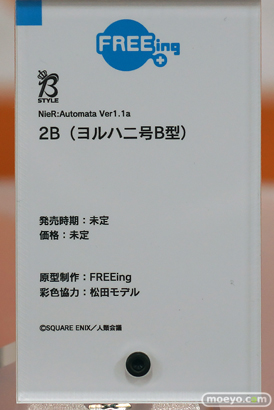 FREEing
B
STYLE
NieR:Automata Ver1.1a
2B（ヨルハ二号B型）
発売時期：未定
価格：未定
原型制作：FREEing
彩色協力：松田モデル
©SQUARE ENIX／人類会議
moeyo.com